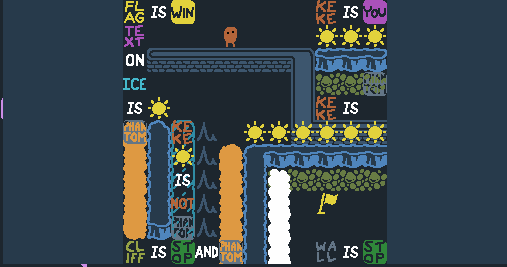 FLAG IS WIN KEKE IS YOU
TEXT
ON
ICE
IS KEKE IS
PHANTOM KEKE
IS
NOT
CLIFF IS STOP AND PHANTOM WALL IS STOP